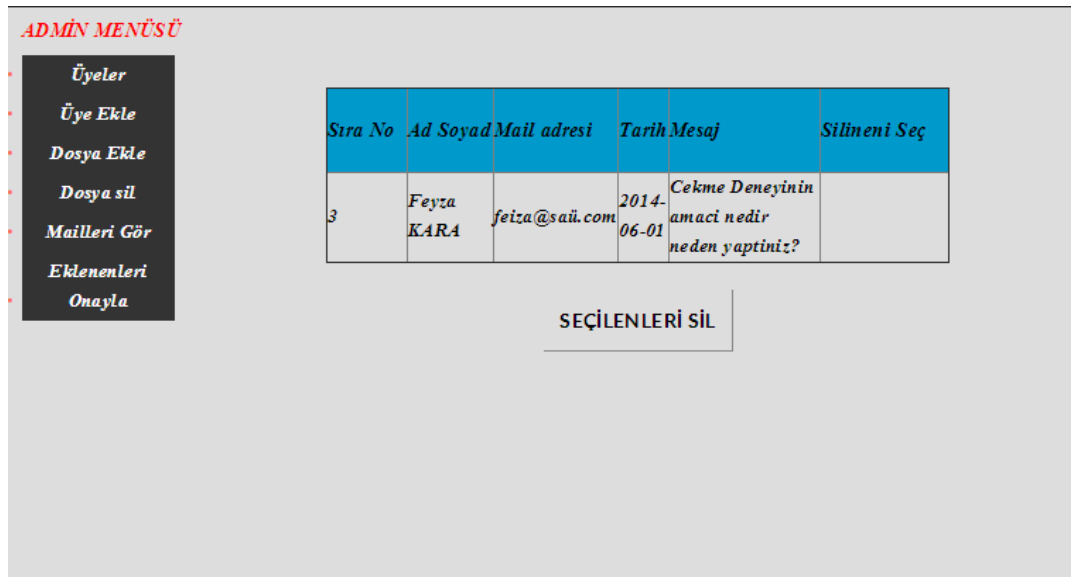 ADMİN MENÜSÜ
Üyeler
Üye Ekle
Dosya Ekle
Dosya sil
Mailleri Gör
Eklenenleri
Onayla
Sıra No Ad Soyad Mail adresi Tarih Mesaj Silineni Seç
3 Feyza KARA feiza@saü.com 2014-06-01 Cekme Deneyinin
amaci nedir
neden yaptiniz?
SEÇİLENLERİ SİL